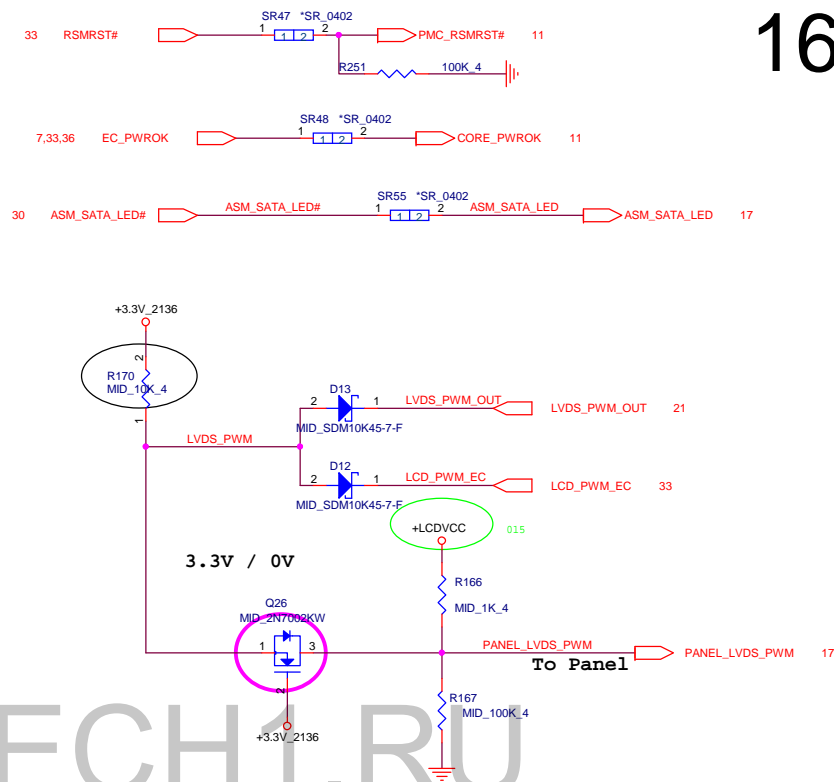 16
SR47 *SR_0402
33 RSMRST# 1 1 2 2 PMC_RSMRST# 11
R251 100K_4
SR48 *SR_0402
7,33,36 EC_PWROK 1 1 2 2 CORE_PWROK 11
SR55 *SR_0402
30 ASM_SATA_LED# ASM_SATA_LED# 1 1 2 2 ASM_SATA_LED ASM_SATA_LED 17
+3.3V_2136
2
R170
MID_10K_4
1
D13
2 1 LVDS_PWM_OUT LVDS_PWM_OUT 21
MID_SDM10K45-7-F
LVDS_PWM
D12
2 1 LCD_PWM_EC LCD_PWM_EC 33
MID_SDM10K45-7-F
+LCDVCC 015
3.3V / 0V
R166
MID_1K_4
Q26
MID_2N7002KW
1 3 PANEL_LVDS_PWM PANEL_LVDS_PWM 17
To Panel
2
R167
MID_100K_4
+3.3V_2136
ECH1.RU